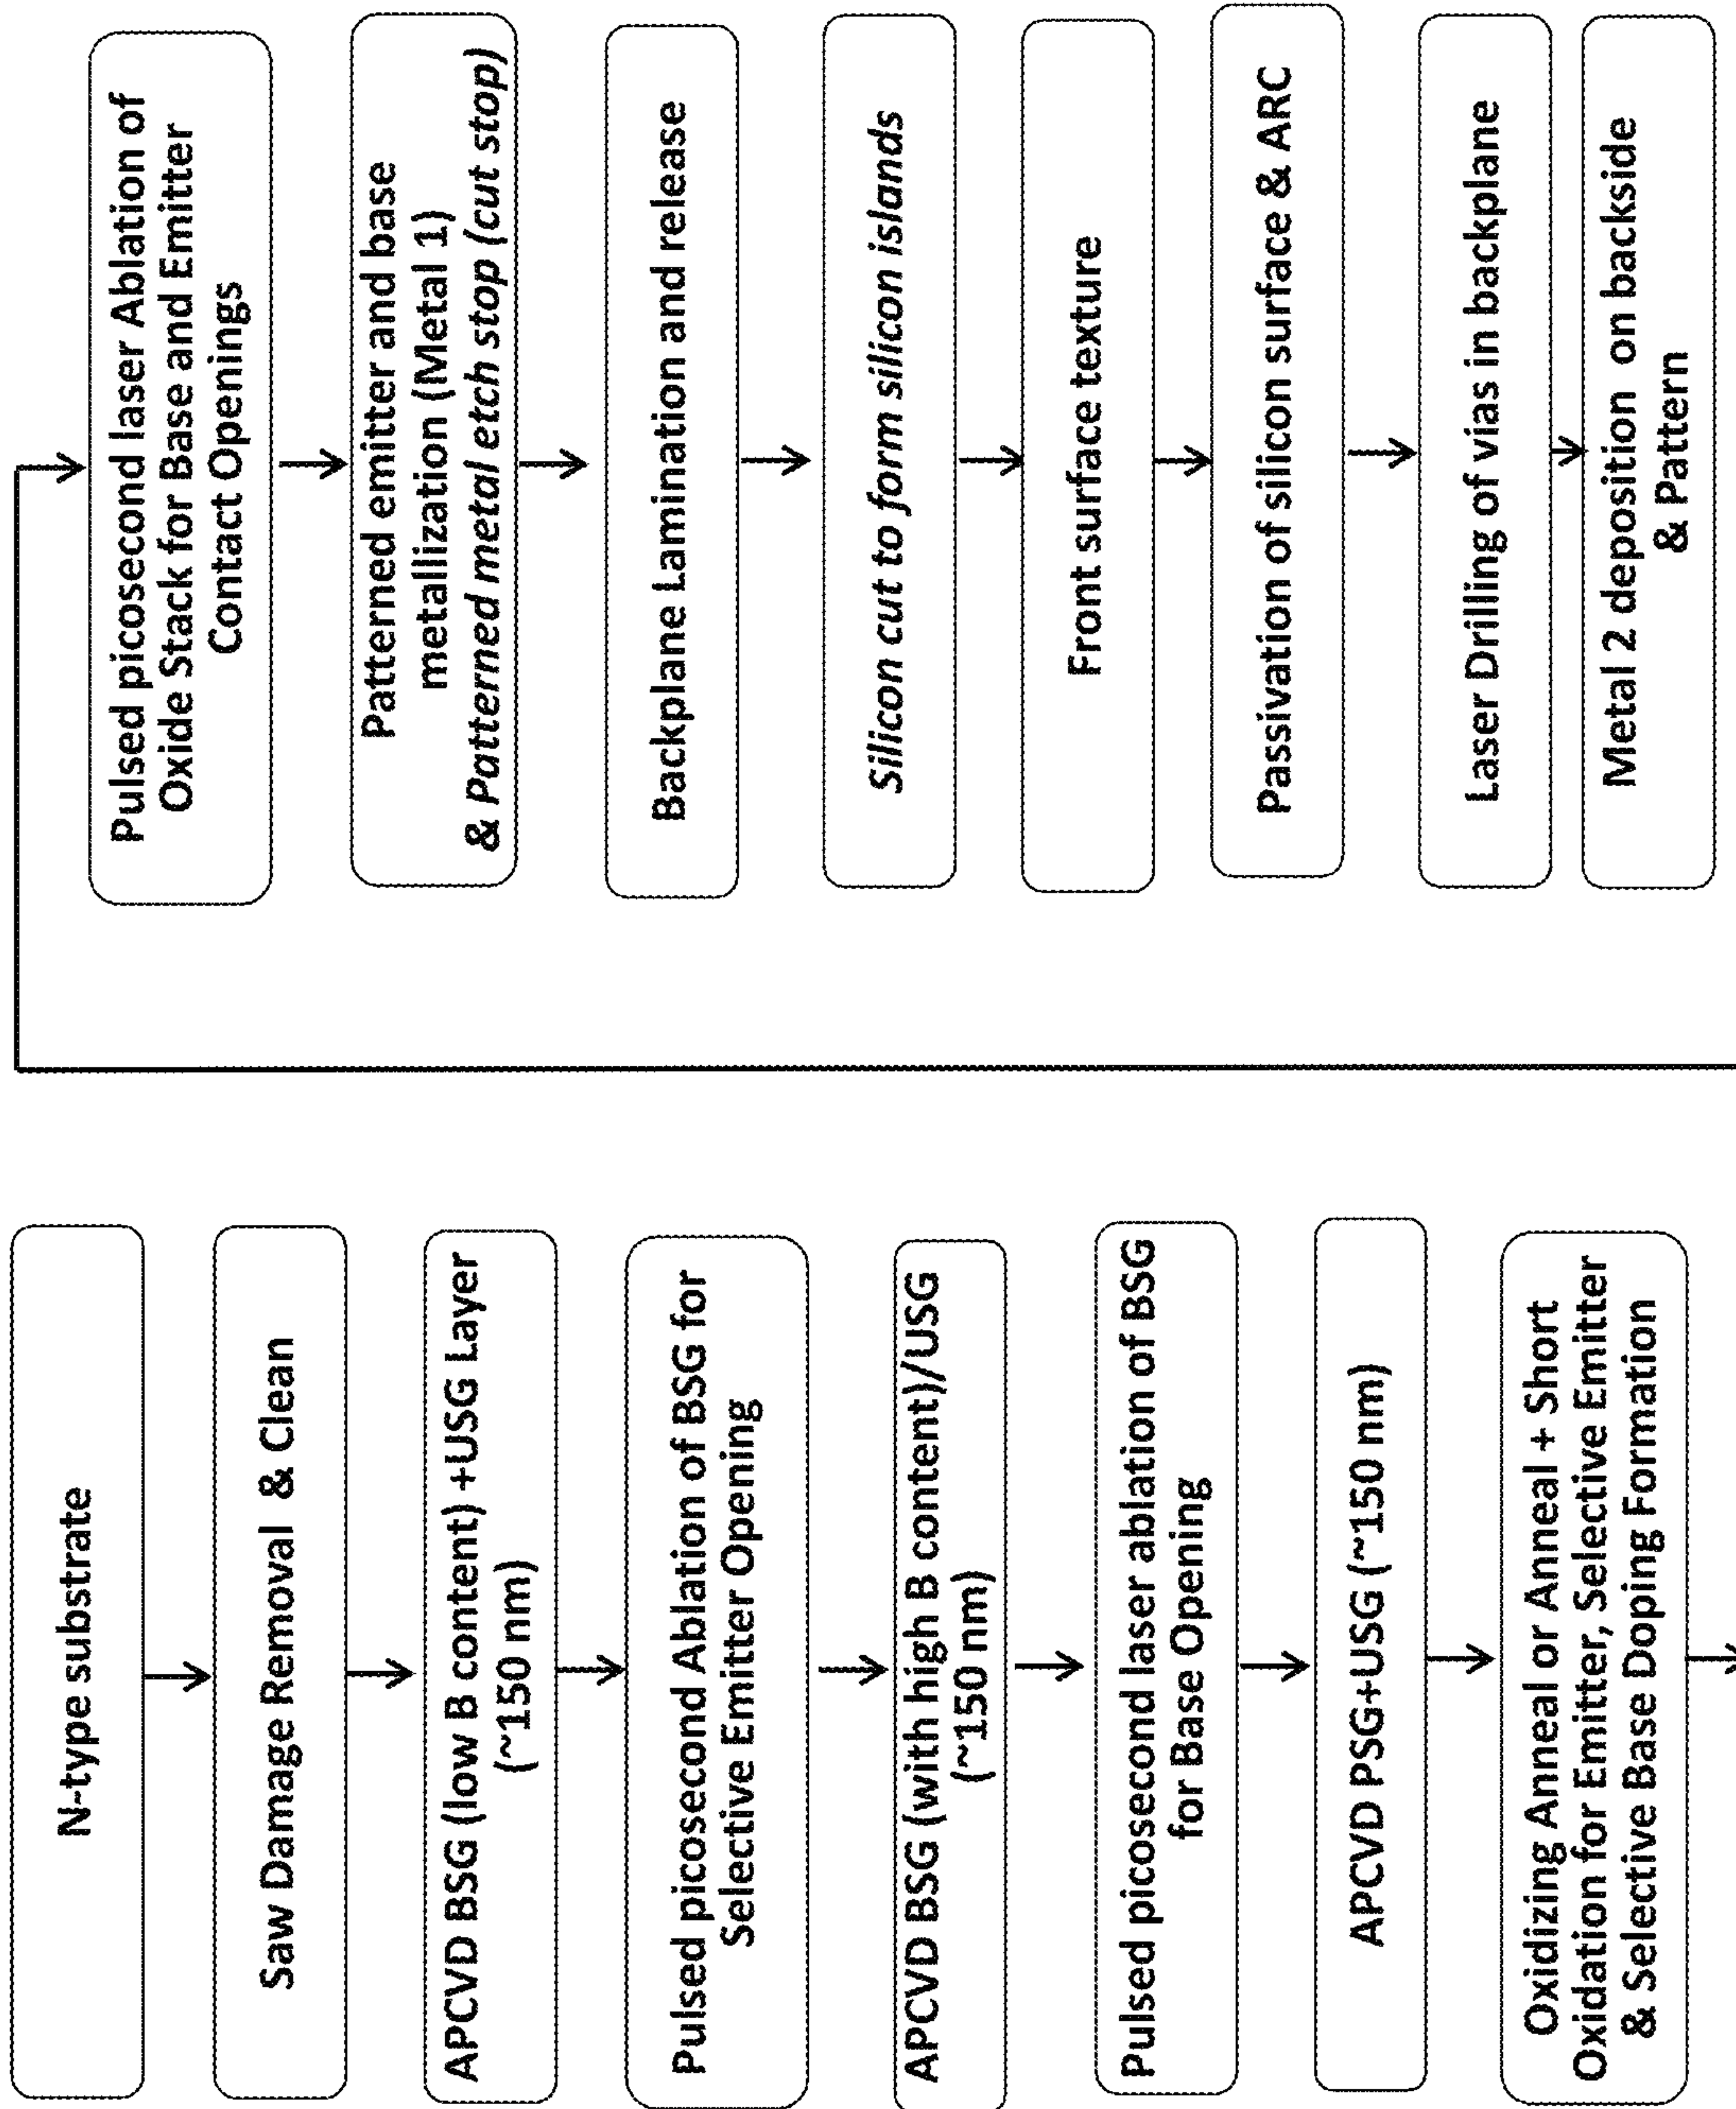 N-type substrate
Saw Damage Removal & Clean
APCVD BSG (low B content) +USG Layer
(~150 nm)
Pulsed picosecond Ablation of BSG for
Selective Emitter Opening
APCVD BSG (with high B content)/USG
(~150 nm)
Pulsed picosecond laser ablation of BSG
for Base Opening
APCVD PSG+USG (~150 nm)
Oxidizing Anneal or Anneal + Short
Oxidation for Emitter, Selective Emitter
& Selective Base Doping Formation
Pulsed picosecond laser Ablation of
Oxide Stack for Base and Emitter
Contact Openings
Patterned emitter and base
metallization (Metal 1)
& Patterned metal etch stop (cut stop)
Backplane Lamination and release
Silicon cut to form silicon islands
Front surface texture
Passivation of silicon surface & ARC
Laser Drilling of vias in backplane
Metal 2 deposition on backside
& Pattern